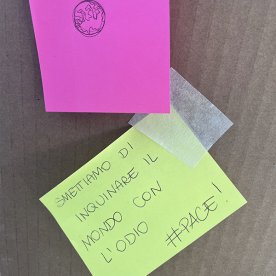 SMETTIAMO DI
INQUINARE IL
MONDO CON
L'ODIO
#PACE!